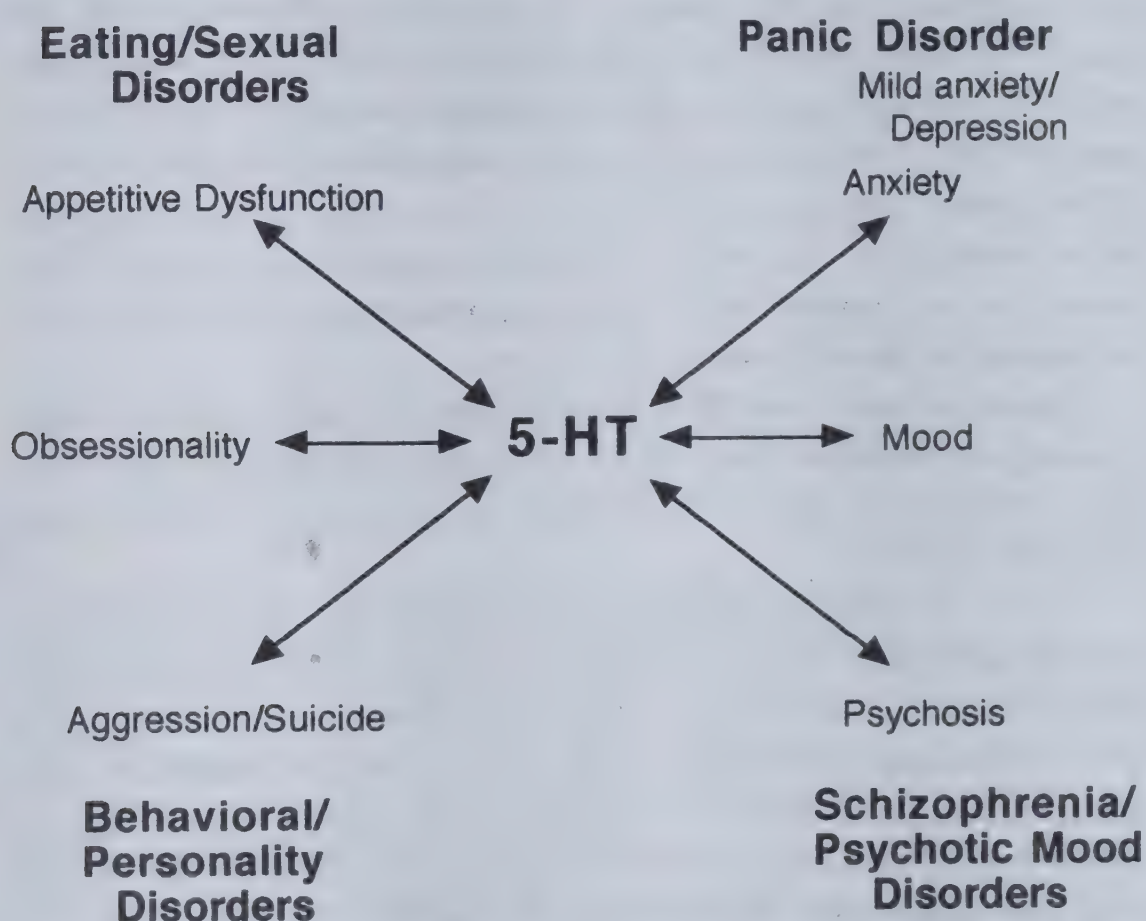 Eating/Sexual
Disorders
Appetitive Dysfunction
Panic Disorder
Mild anxiety/
Depression
Anxiety
Obsessionality
5-HT
Mood
Aggression/Suicide
Behavioral/
Personality
Disorders
Psychosis
Schizophrenia/
Psychotic Mood
Disorders